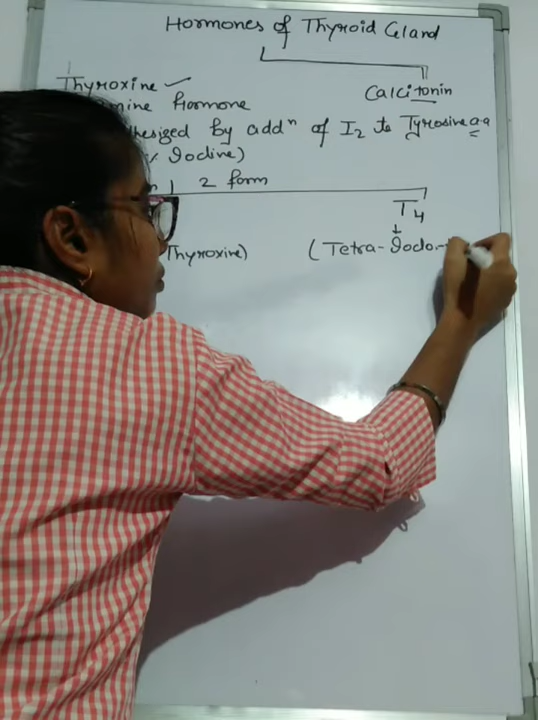 Hormones of Thyroid Gland
Thyroxine Calcitonin
mine Hormone
hesized by addⁿ of I2 to Tyrosine a.a
% Iodine)
2 form
T4
Thyroxine) (Tetra-Iodo-